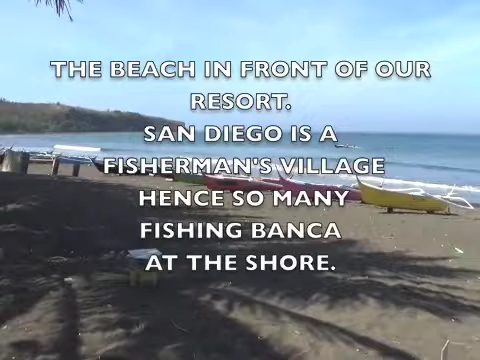 THE BEACH IN FRONT OF OUR
RESORT.
SAN DIEGO IS A
FISHERMAN'S VILLAGE
HENCE SO MANY
FISHING BANCA
AT THE SHORE.